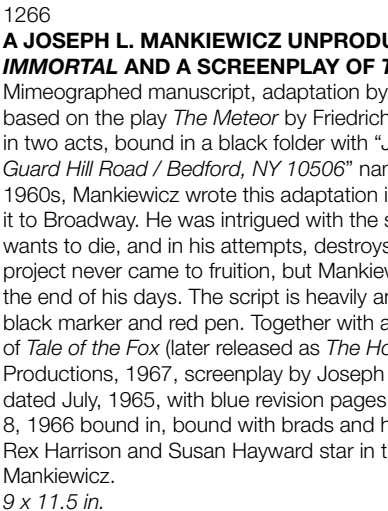 1266
A JOSEPH L. MANKIEWICZ UNPRODU
IMMORTAL AND A SCREENPLAY OF T
Mimeographed manuscript, adaptation by
based on the play The Meteor by Friedrich
in two acts, bound in a black folder with “J
Guard Hill Road / Bedford, NY 10506” nar
1960s, Mankiewicz wrote this adaptation i
it to Broadway. He was intrigued with the s
wants to die, and in his attempts, destroys
project never came to fruition, but Mankiew
the end of his days. The script is heavily ar
black marker and red pen. Together with a
of Tale of the Fox (later released as The Ho
Productions, 1967, screenplay by Joseph
dated July, 1965, with blue revision pages
8, 1966 bound in, bound with brads and h
Rex Harrison and Susan Hayward star in t
Mankiewicz.
9 x 11.5 in.